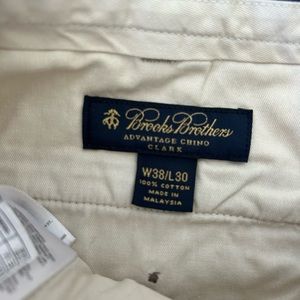 Brooks Brothers
ADVANTAGE CHINO
CLARK
W38/L30
100% COTTON
MADE IN
MALAYSIA